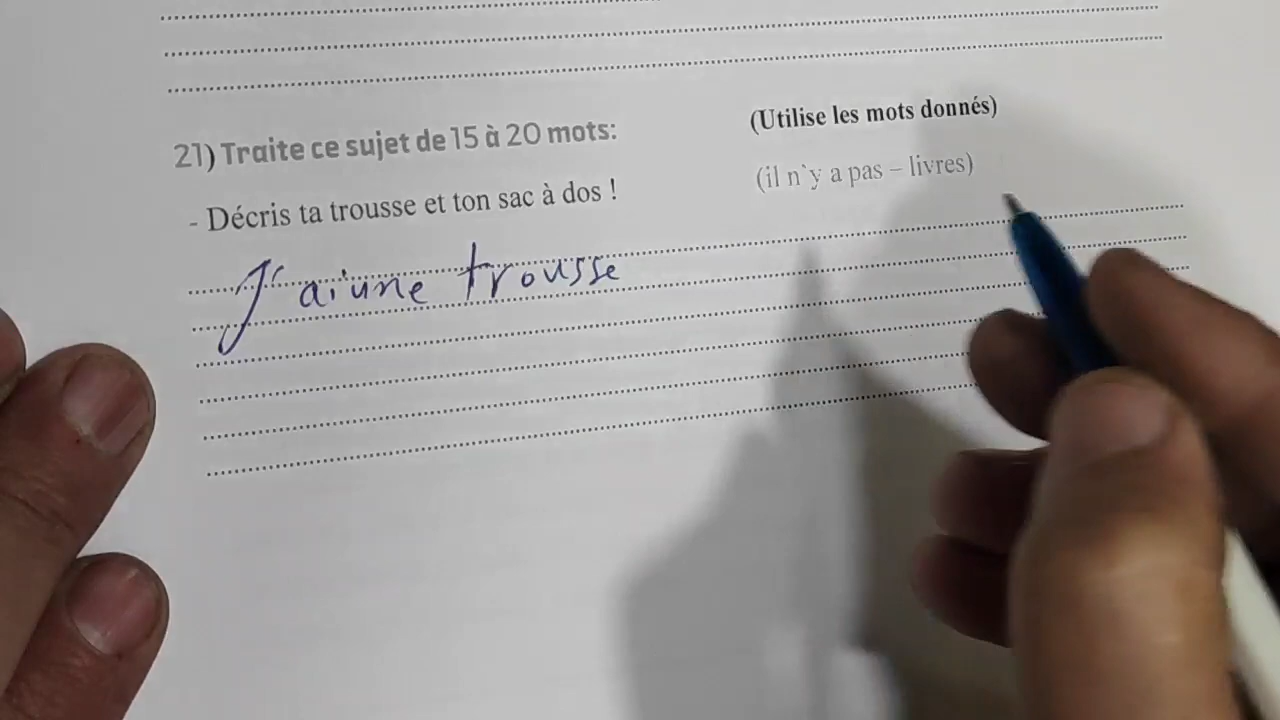 21) Traite ce sujet de 15 à 20 mots:
(Utilise les mots donnés)
- Décris ta trousse et ton sac à dos !
(il n`y a pas – livres)
J'ai une trousse